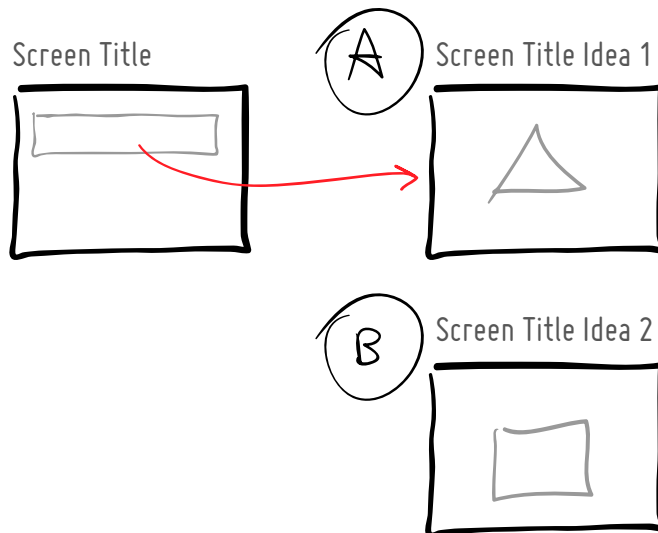 Screen Title
A
Screen Title Idea 1
B
Screen Title Idea 2